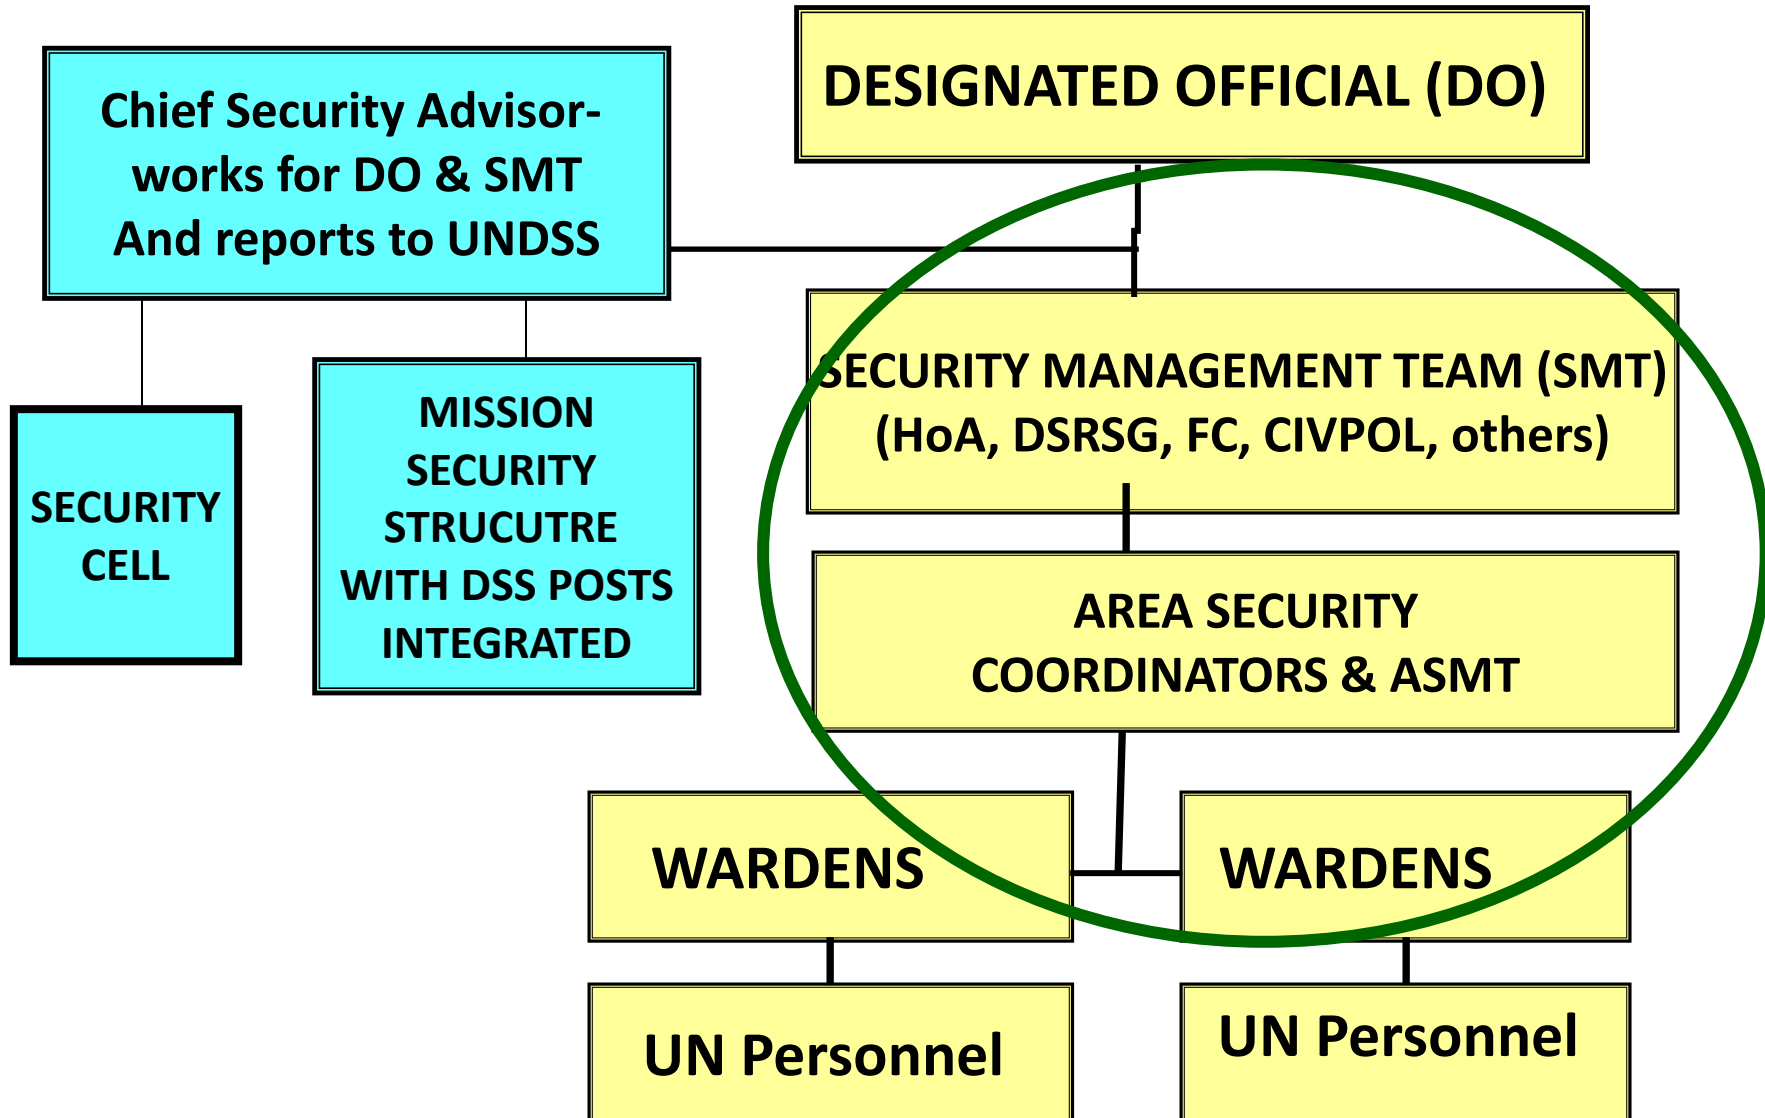 DESIGNATED OFFICIAL (DO)
Chief Security Advisor-
works for DO & SMT
And reports to UNDSS
SECURITY MANAGEMENT TEAM (SMT)
(HoA, DSRSG, FC, CIVPOL, others)
MISSION
SECURITY
STRUCUTRE
WITH DSS POSTS
INTEGRATED
SECURITY
CELL
AREA SECURITY
COORDINATORS & ASMT
WARDENS
WARDENS
UN Personnel
UN Personnel